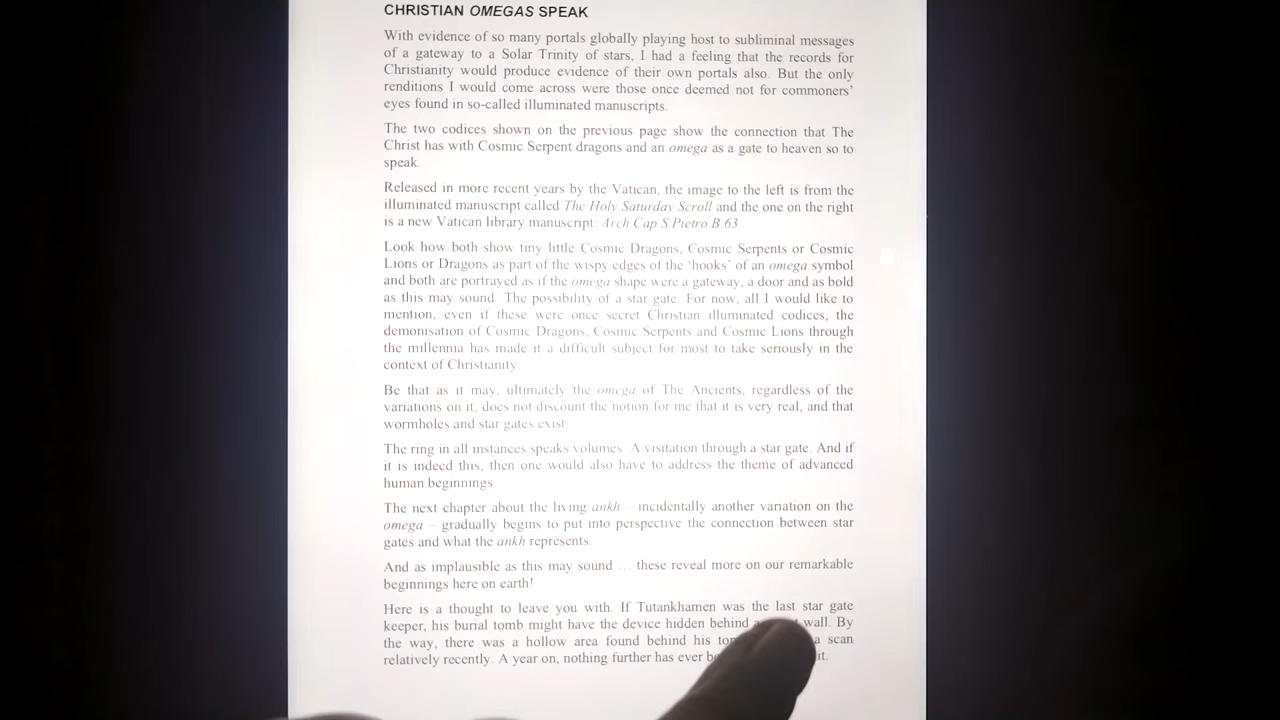 CHRISTIAN OMEGAS SPEAK
With evidence of so many portals globally playing host to subliminal messages
of a gateway to a Solar Trinity of stars, I had a feeling that the records for
Christianity would produce evidence of their own portals also. But the only
renditions I would come across were those once deemed not for commoners'
eyes found in so-called illuminated manuscripts.
The two codices shown on the previous page show the connection that The
Christ has with Cosmic Serpent dragons and an omega as a gate to heaven so to
speak.
Released in more recent years by the Vatican, the image to the left is from the
illuminated manuscript called The Holy Saturday Scroll and the one on the right
is a new Vatican library manuscript: Arch Cap S Pietro B 63
Look how both show tiny little Cosmic Dragons, Cosmic Serpents or Cosmic
Lions or Dragons as part of the wispy edges of the 'hooks' of an omega symbol
and both are portrayed as if the omega shape were a gateway, a door and as bold
as this may sound. The possibility of a star gate. For now, all I would like to
mention, even if these were once secret Christian illuminated codices, the
demonisation of Cosmic Dragons, Cosmic Serpents and Cosmic Lions through
the millennia has made it a difficult subject for most to take seriously in the
context of Christianity.
Be that as it may, ultimately the omega of The Ancients, regardless of the
variations on it, does not discount the notion for me that it is very real, and that
wormholes and star gates exist.
The ring in all instances speaks volumes. A visitation through a star gate. And if
it is indeed this, then one would also have to address the theme of advanced
human beginnings.
The next chapter about the living ankh – incidentally another variation on the
omega – gradually begins to put into perspective the connection between star
gates and what the ankh represents.
And as implausible as this may sound ... these reveal more on our remarkable
beginnings here on earth!
Here is a thought to leave you with. If Tutankhamen was the last star gate
keeper, his burial tomb might have the device hidden behind wall. By
the way, there was a hollow area found behind his a scan
relatively recently. A year on, nothing further has ever it.